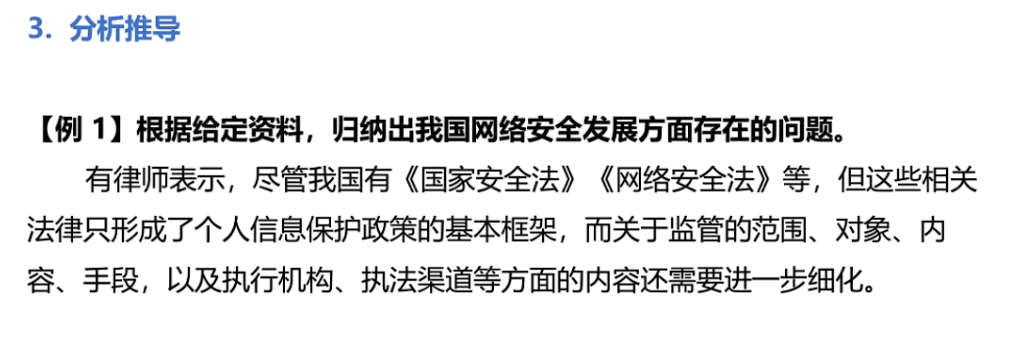 3. 分析推导
【例 1】根据给定资料，归纳出我国网络安全发展方面存在的问题。
有律师表示，尽管我国有《国家安全法》《网络安全法》等，但这些相关
法律只形成了个人信息保护政策的基本框架，而关于监管的范围、对象、内
容、手段，以及执行机构、执法渠道等方面的内容还需要进一步细化。